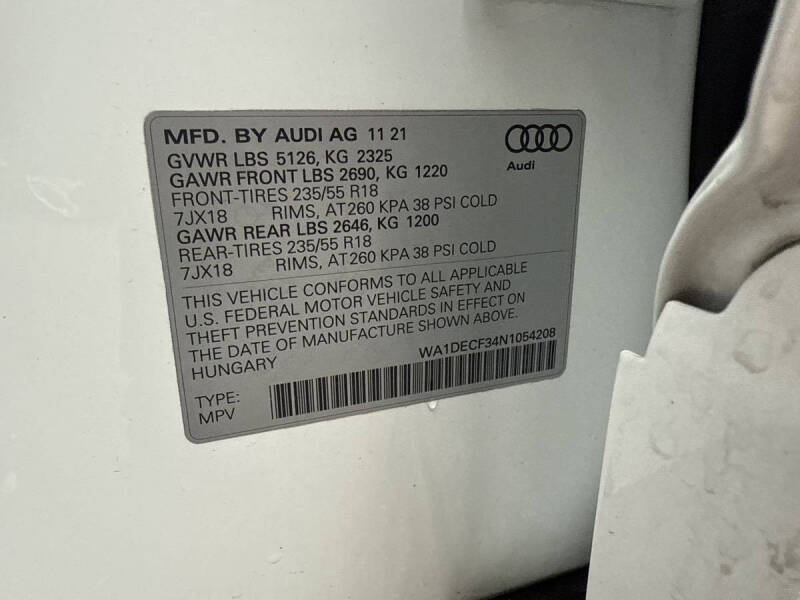 MFD. BY AUDI AG 11 21
Audi
GVWR LBS 5126, KG 2325
GAWR FRONT LBS 2690, KG 1220
FRONT-TIRES 235/55 R18
7JX18 RIMS, AT260 KPA 38 PSI COLD
GAWR REAR LBS 2646, KG 1200
REAR-TIRES 235/55 R18
7JX18 RIMS, AT260 KPA 38 PSI COLD
THIS VEHICLE CONFORMS TO ALL APPLICABLE
U.S. FEDERAL MOTOR VEHICLE SAFETY AND
THEFT PREVENTION STANDARDS IN EFFECT ON
THE DATE OF MANUFACTURE SHOWN ABOVE.
HUNGARY WA1DECF34N1054208
TYPE:
MPV